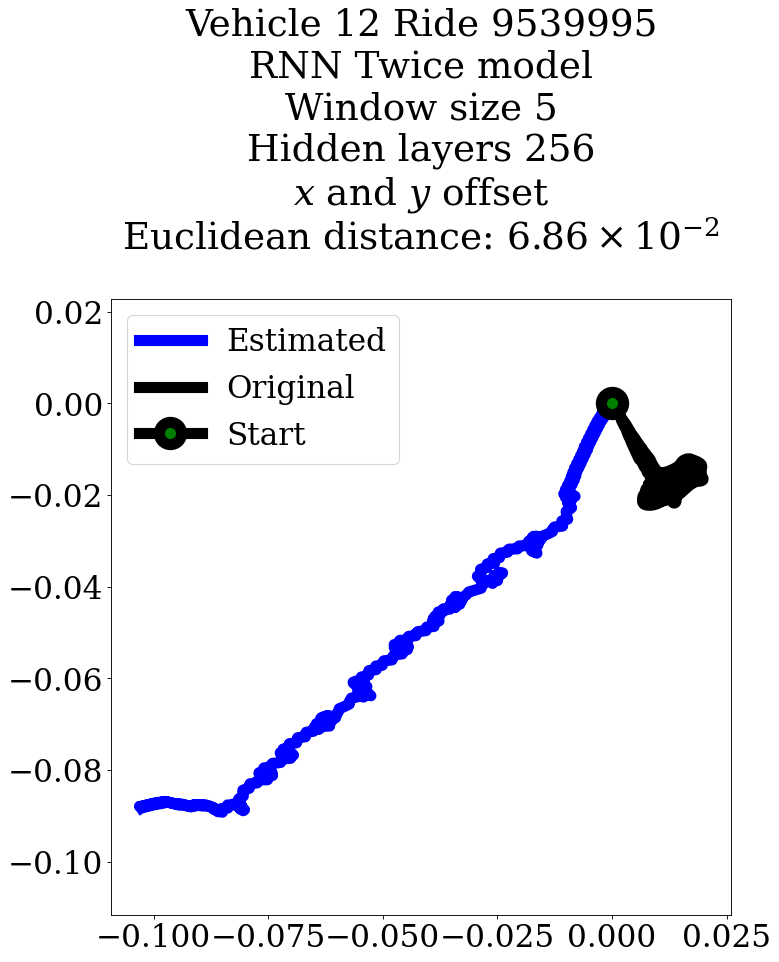 Vehicle 12 Ride 9539995
RNN Twice model
Window size 5
Hidden layers 256
x and y offset
Euclidean distance: 6.86 × 10⁻²
Estimated
Original
Start
0.02
0.00
−0.02
−0.04
−0.06
−0.08
−0.10
−0.100 −0.075 −0.050 −0.025 0.000 0.025